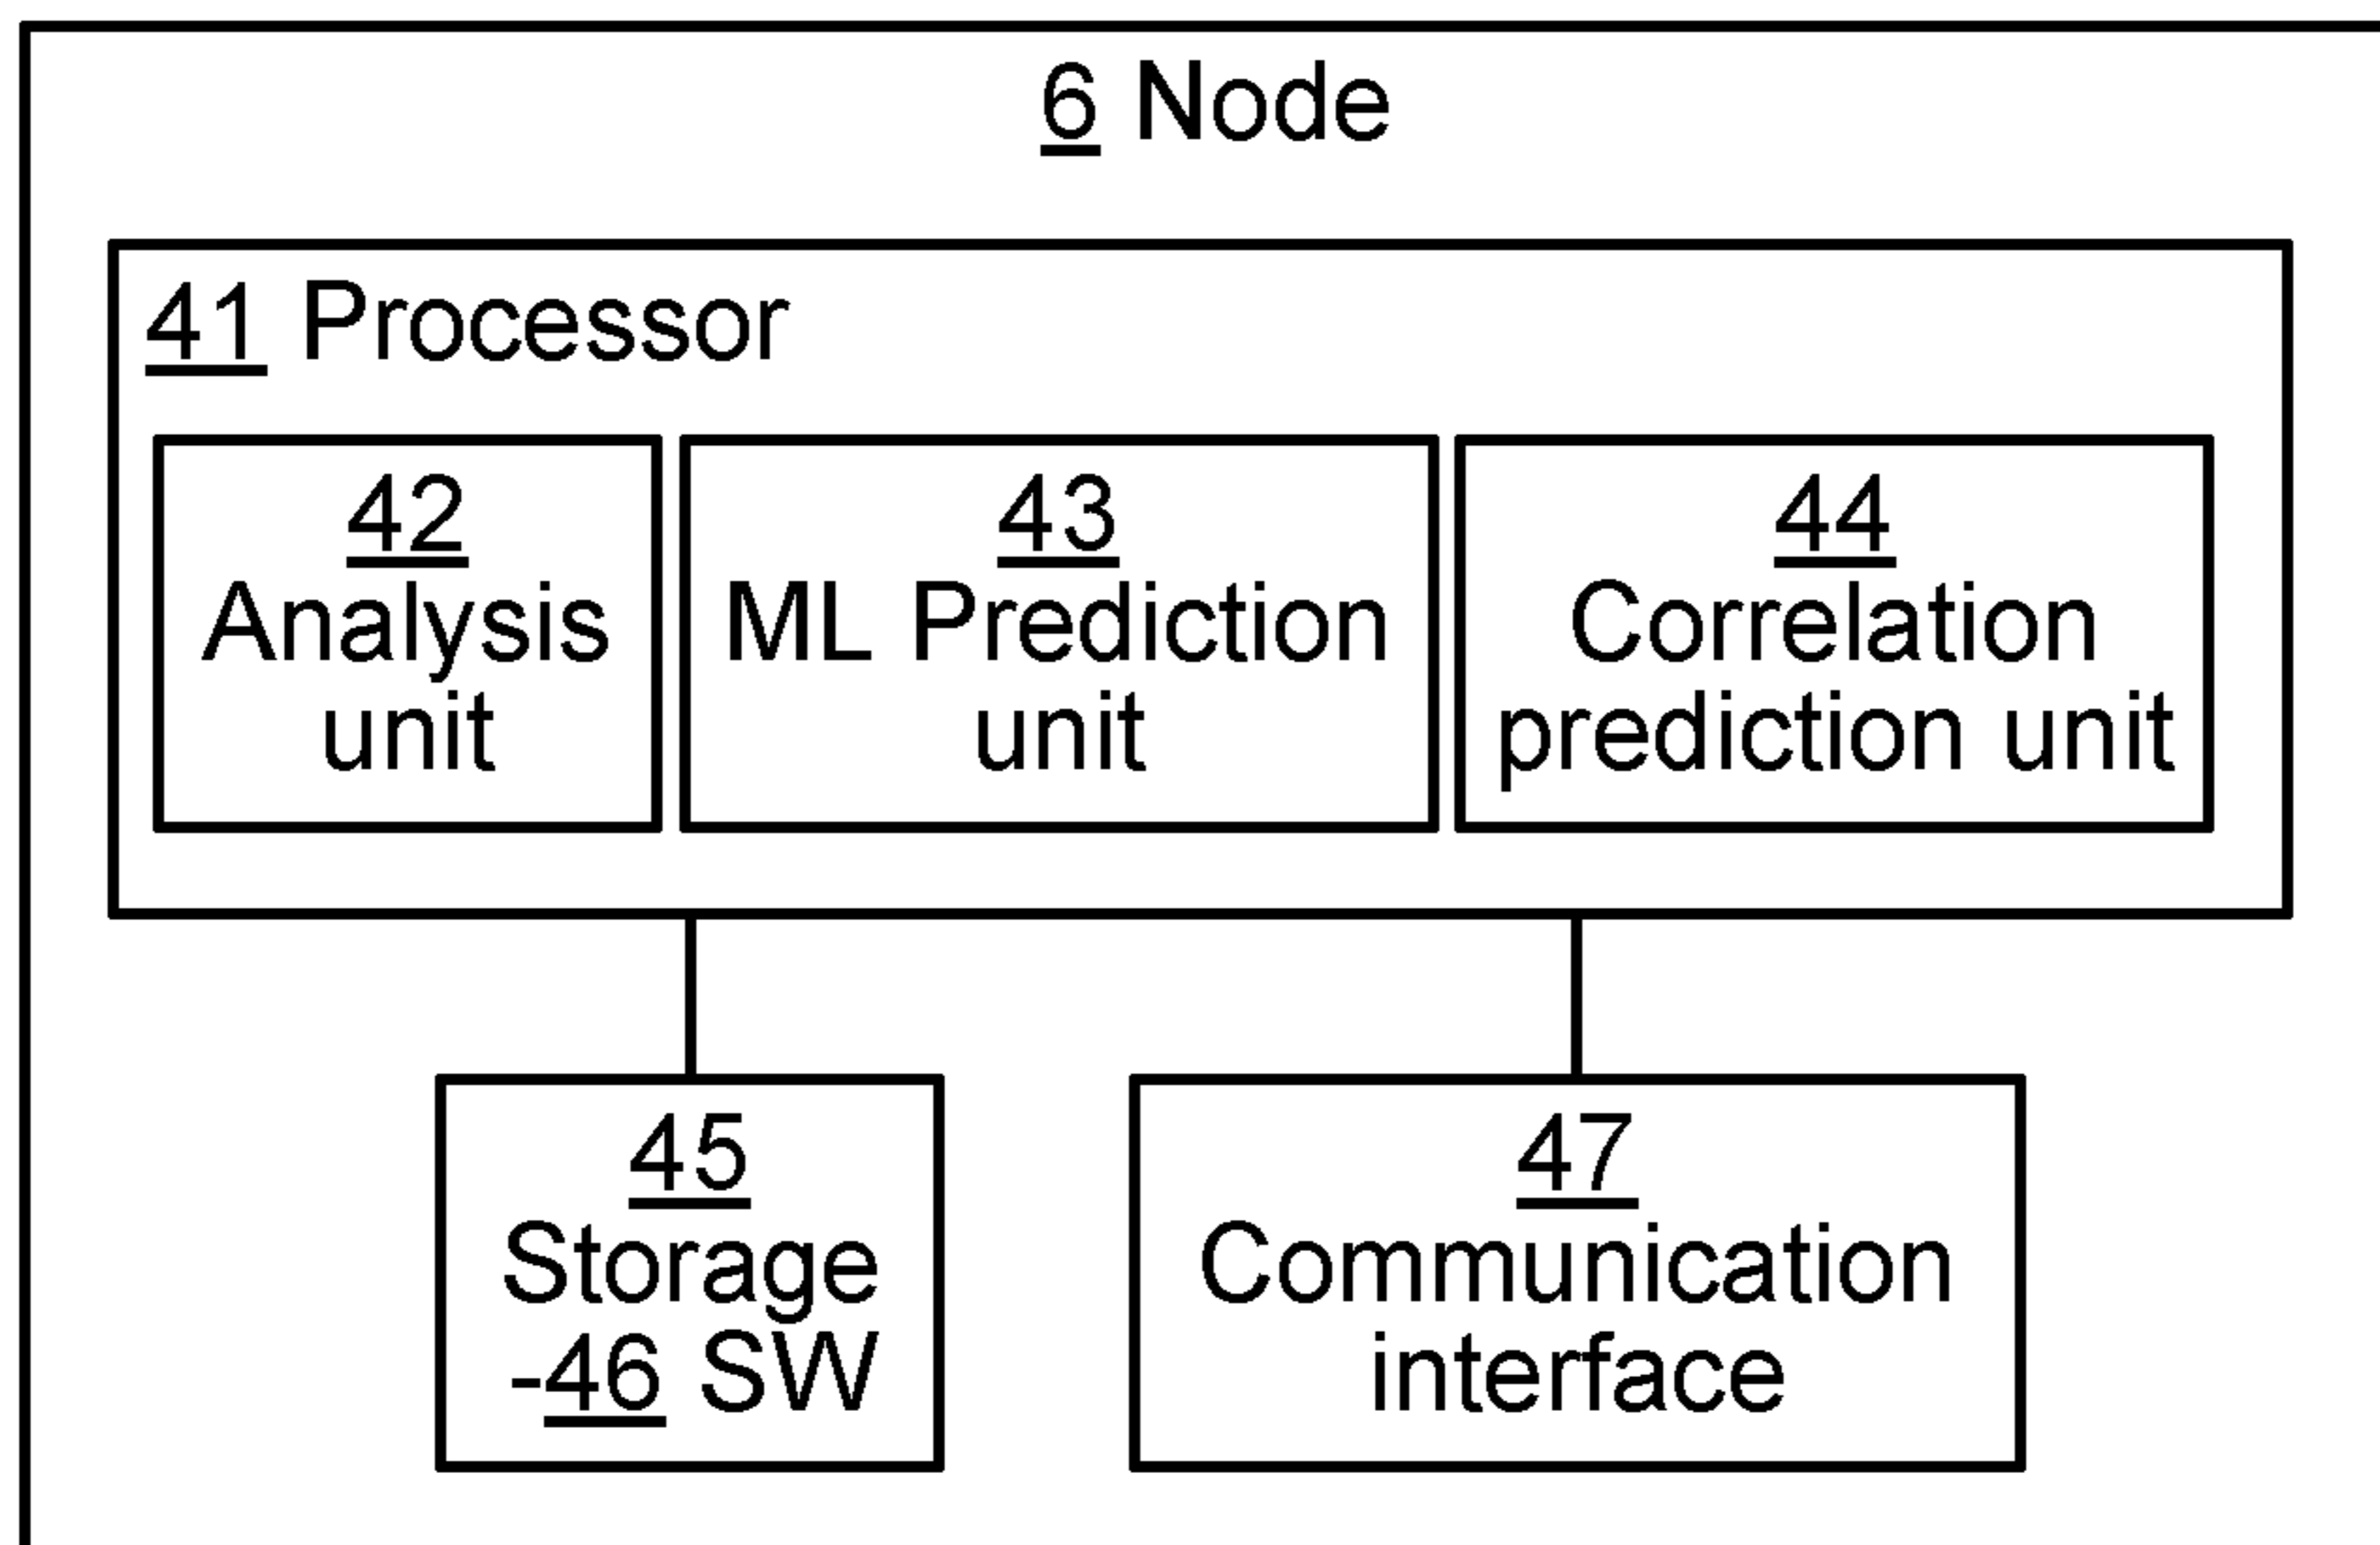 6 Node
41 Processor
42
Analysis
unit
43
ML Prediction
unit
44
Correlation
prediction unit
45
Storage
-46 SW
47
Communication
interface